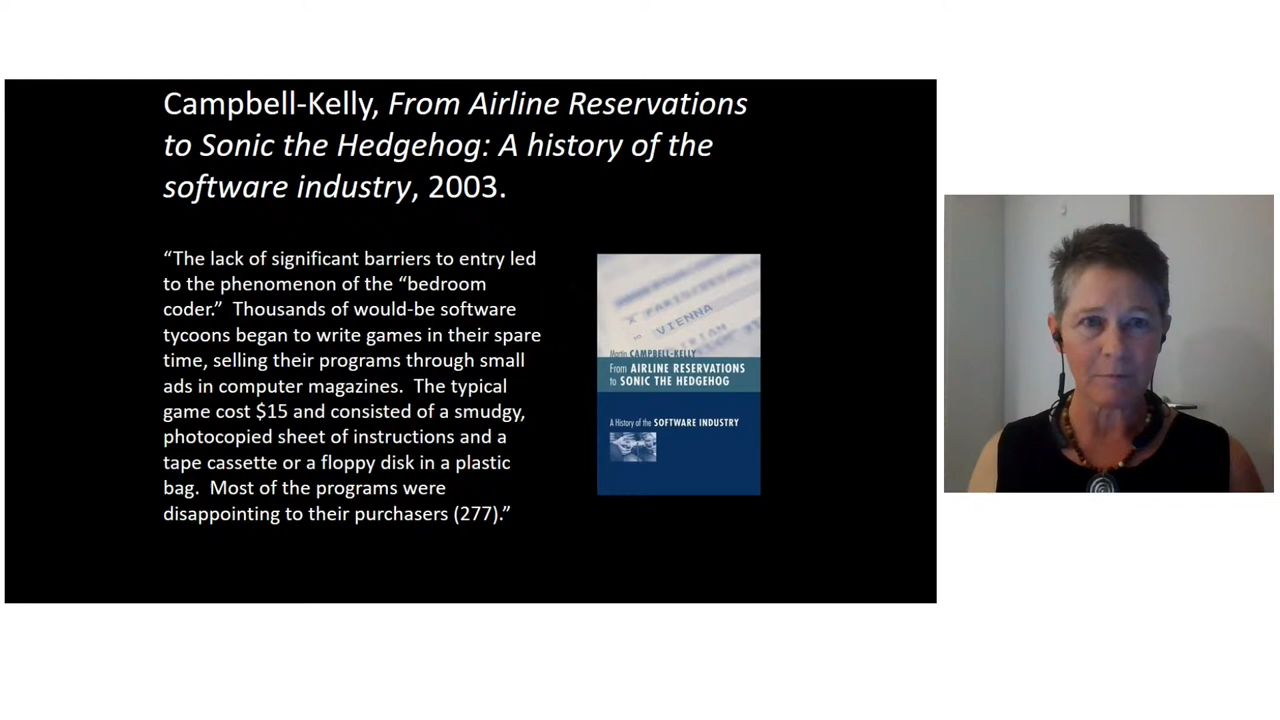 Campbell-Kelly, From Airline Reservations
to Sonic the Hedgehog: A history of the
software industry, 2003.
“The lack of significant barriers to entry led
to the phenomenon of the “bedroom
coder.”  Thousands of would-be software
tycoons began to write games in their spare
time, selling their programs through small
ads in computer magazines.  The typical
game cost $15 and consisted of a smudgy,
photocopied sheet of instructions and a
tape cassette or a floppy disk in a plastic
bag.  Most of the programs were
disappointing to their purchasers (277).”
VIENNA
Martin CAMPBELL-KELLY
From AIRLINE RESERVATIONS
to SONIC THE HEDGEHOG
A History of the SOFTWARE INDUSTRY